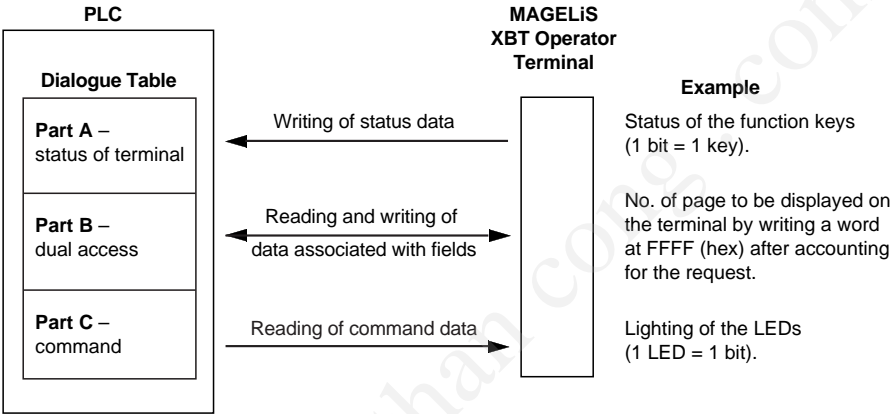 PLC
MAGELiS
XBT Operator
Terminal
Dialogue Table
Example
Part A –
status of terminal
Writing of status data
Status of the function keys
(1 bit = 1 key).
Part B –
dual access
Reading and writing of
data associated with fields
No. of page to be displayed on
the terminal by writing a word
at FFFF (hex) after accounting
for the request.
Part C –
command
Reading of command data
Lighting of the LEDs
(1 LED = 1 bit).